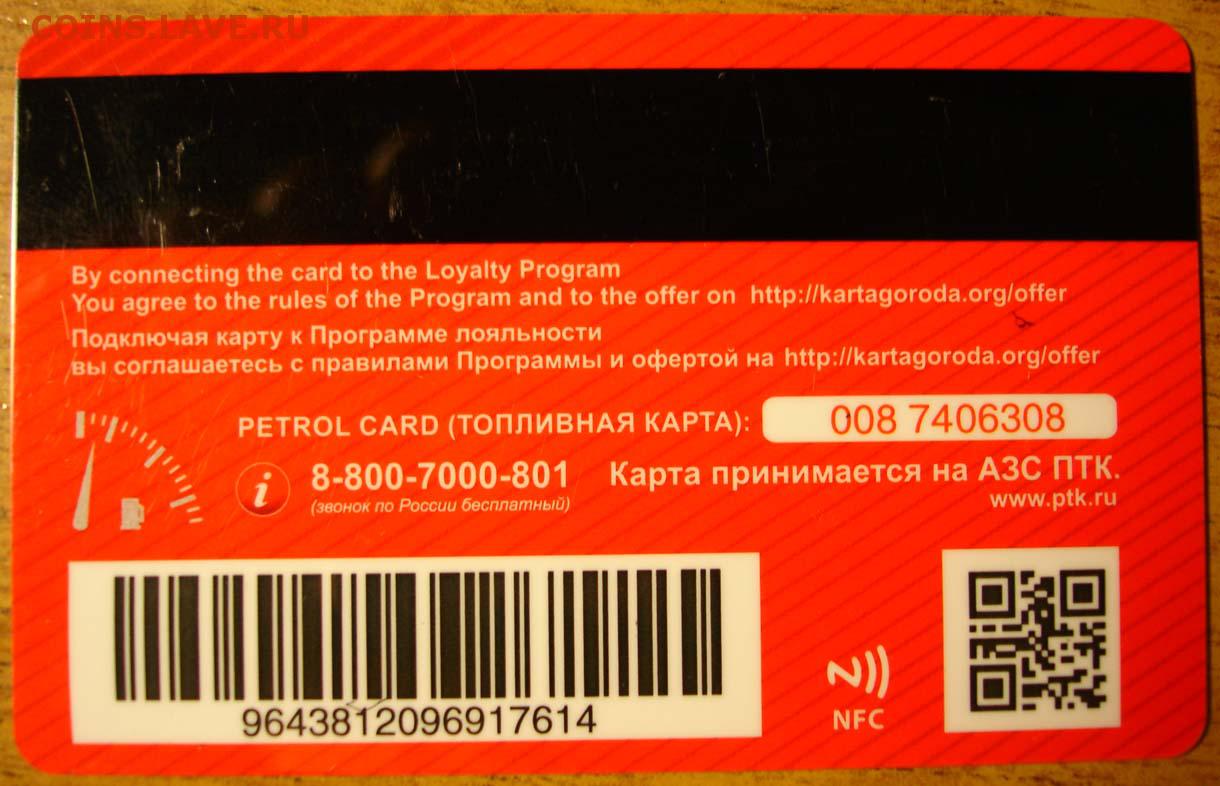 COINS.LAVE.RU
By connecting the card to the Loyalty Program
You agree to the rules of the Program and to the offer on http://kartagoroda.org/offer
Подключая карту к Программе лояльности
вы соглашаетесь с правилами Программы и офертой на http://kartagoroda.org/offer
PETROL CARD (ТОПЛИВНАЯ КАРТА): 008 7406308
i 8-800-7000-801 Карта принимается на АЗС ПТК.
(звонок по России бесплатный) www.ptk.ru
NFC
9643812096917614